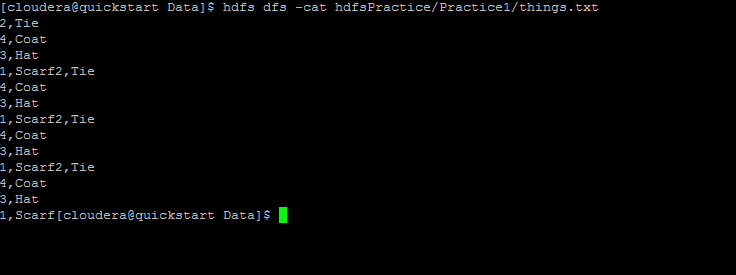 [cloudera@quickstart Data]$ hdfs dfs -cat hdfsPractice/Practice1/things.txt
2,Tie
4,Coat
3,Hat
1,Scarf2,Tie
4,Coat
3,Hat
1,Scarf2,Tie
4,Coat
3,Hat
1,Scarf2,Tie
4,Coat
3,Hat
1,Scarf[cloudera@quickstart Data]$